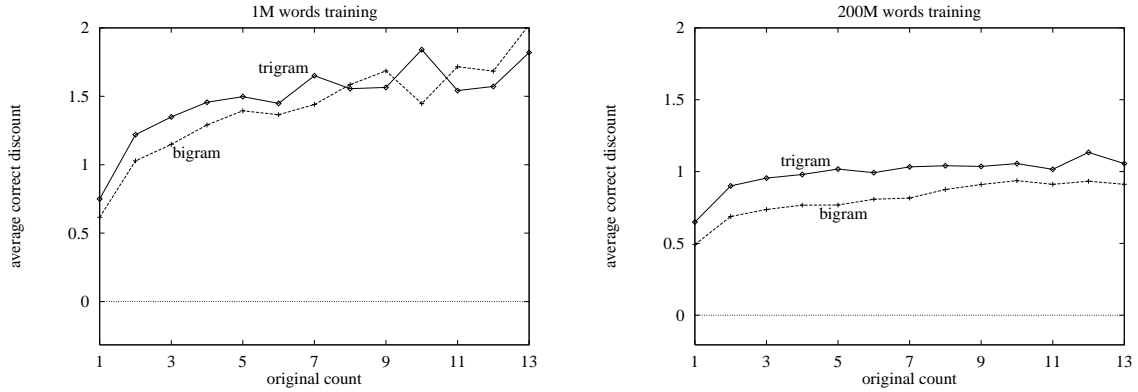 1M words training
2
1.5
1
0.5
0
average correct discount
trigram
bigram
1 3 5 7 9 11 13
original count
200M words training
2
1.5
1
0.5
0
average correct discount
trigram
bigram
1 3 5 7 9 11 13
original count